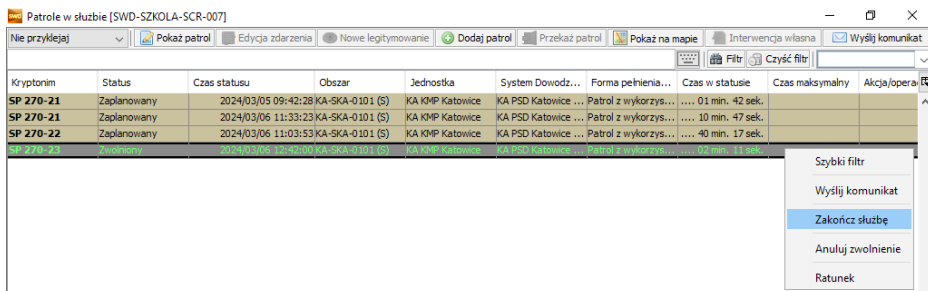 SWD Patrole w służbie [SWD-SZKOLA-SCR-007]
Nie przyklejaj Pokaż patrol Edycja zdarzenia Nowe legitymowanie Dodaj patrol Przekaż patrol Pokaż na mapie Interwencja własna Wyślij komunikat
Filtr Czyść filtr
Kryptonim Status Czas statusu Obszar Jednostka System Dowodz... Forma pełnienia... Czas w statusie Czas maksymalny Akcja/opera
SP 270-21 Zaplanowany 2024/03/05 09:42:28 KA-SKA-0101 (S) KA KMP Katowice KA PSD Katowice ... Patrol z wykorzys... .... 01 min. 42 sek.
SP 270-21 Zaplanowany 2024/03/06 11:33:23 KA-SKA-0101 (S) KA KMP Katowice KA PSD Katowice ... Patrol z wykorzys... .... 10 min. 47 sek.
SP 270-22 Zaplanowany 2024/03/06 11:03:53 KA-SKA-0101 (S) KA KMP Katowice KA PSD Katowice ... Patrol z wykorzys... .... 40 min. 17 sek.
SP 270-23 Zwolniony 2024/03/06 12:42:00 KA-SKA-0101 (S) KA KMP Katowice KA PSD Katowice ... Patrol z wykorzys... .... 02 min. 11 sek.
Szybki filtr
Wyślij komunikat
Zakończ służbę
Anuluj zwolnienie
Ratunek